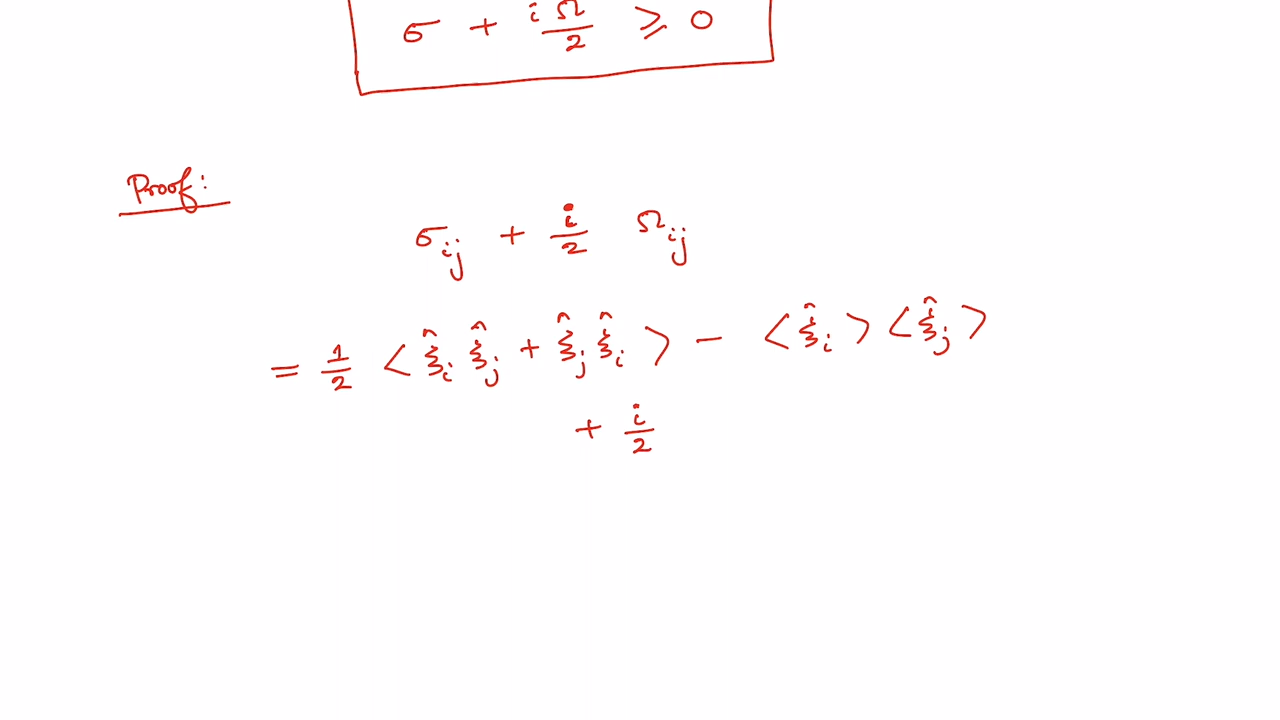 σ + iΩ/2 ≥ 0
Proof:
σ_ij + i/2 Ω_ij
= 1/2 < ξ̂_i ξ̂_j + ξ̂_j ξ̂_i > − < ξ̂_i > < ξ̂_j >
+ i/2